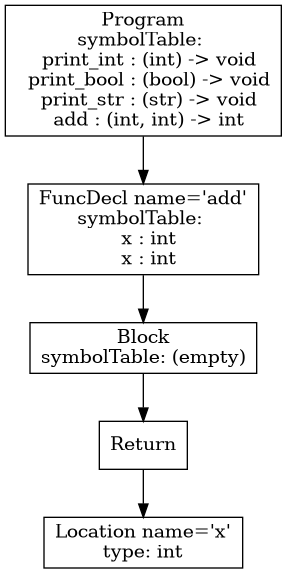 Program
symbolTable:
print_int : (int) -> void
print_bool : (bool) -> void
print_str : (str) -> void
add : (int, int) -> int
FuncDecl name='add'
symbolTable:
x : int
x : int
Block
symbolTable: (empty)
Return
Location name='x'
type: int